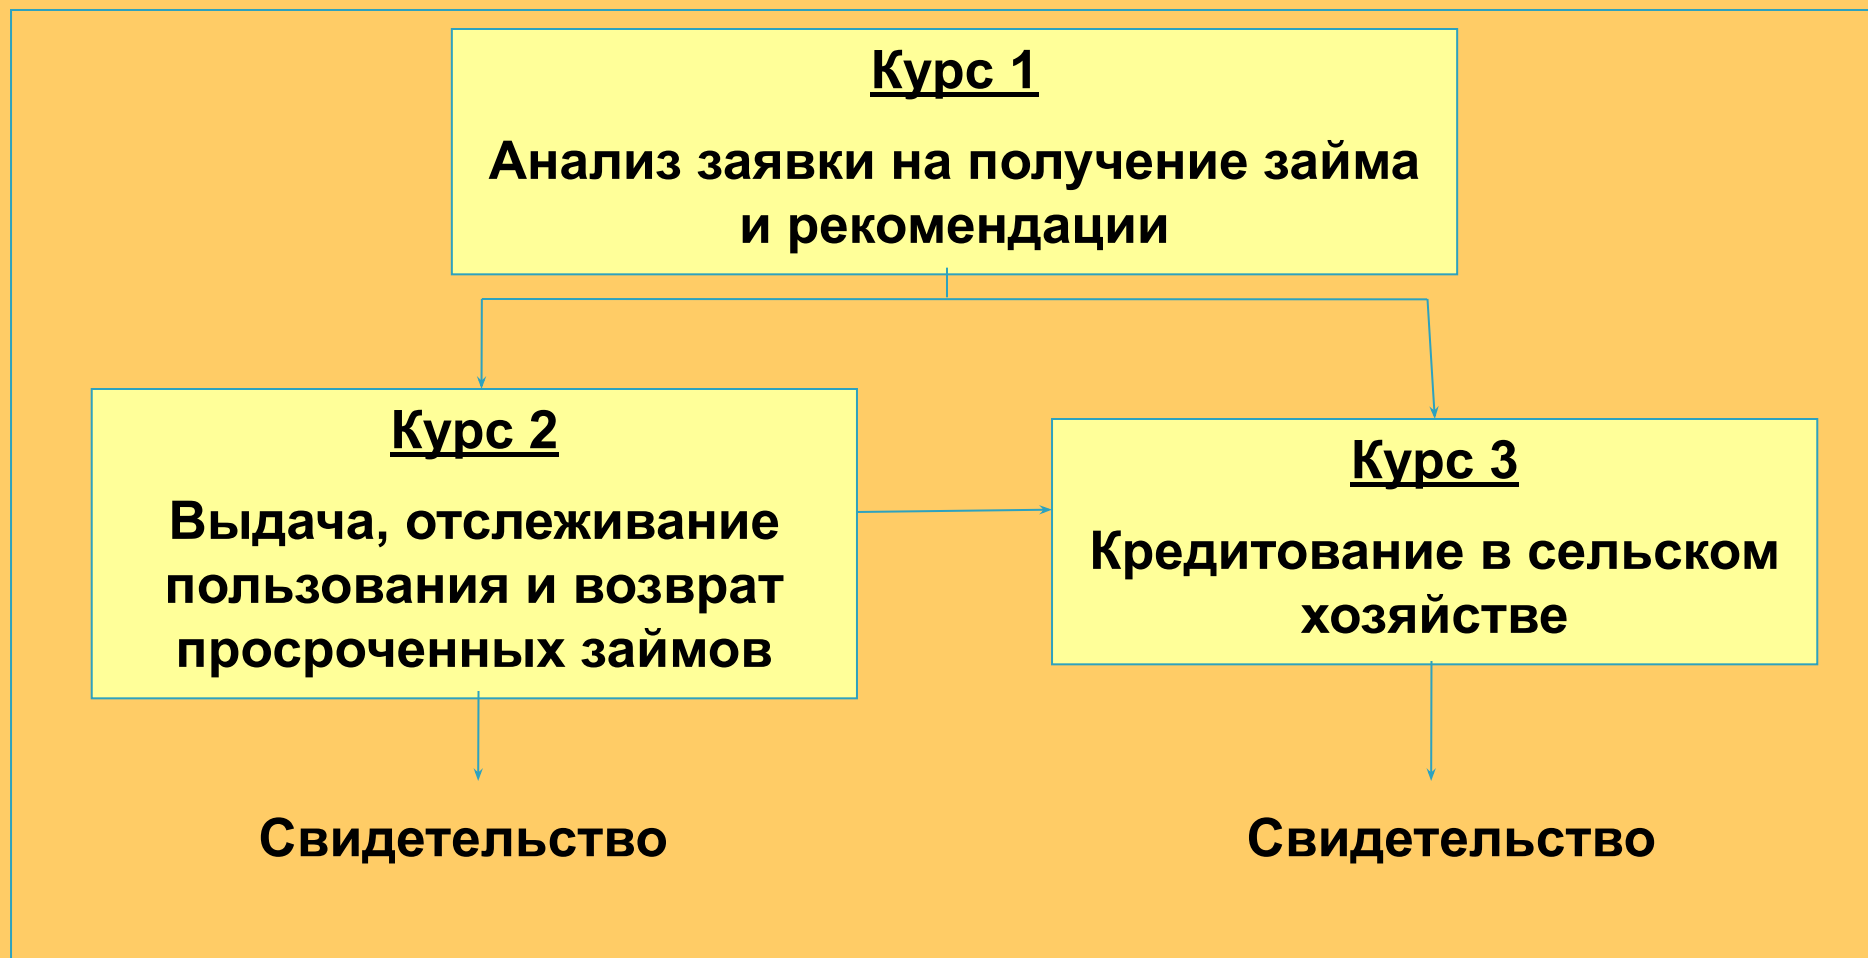 Курс 1
Анализ заявки на получение займа
и рекомендации
Курс 2
Выдача, отслеживание
пользования и возврат
просроченных займов
Курс 3
Кредитование в сельском
хозяйстве
Свидетельство
Свидетельство